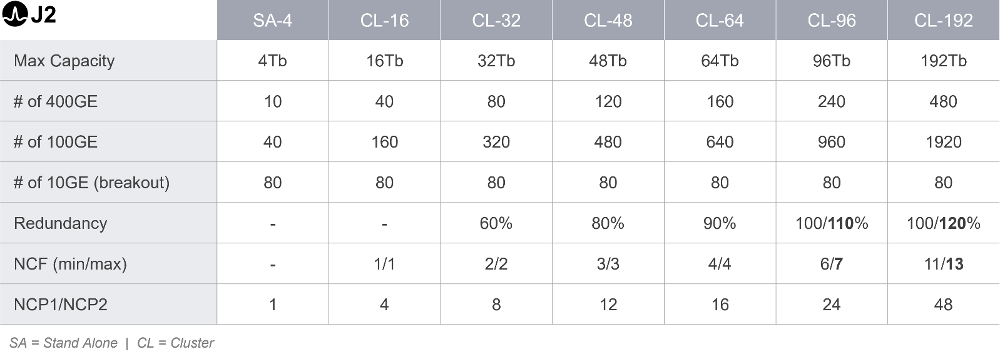 J2 SA-4 CL-16 CL-32 CL-48 CL-64 CL-96 CL-192
Max Capacity 4Tb 16Tb 32Tb 48Tb 64Tb 96Tb 192Tb
# of 400GE 10 40 80 120 160 240 480
# of 100GE 40 160 320 480 640 960 1920
# of 10GE (breakout) 80 80 80 80 80 80 80
Redundancy - - 60% 80% 90% 100/110% 100/120%
NCF (min/max) - 1/1 2/2 3/3 4/4 6/7 11/13
NCP1/NCP2 1 4 8 12 16 24 48
SA = Stand Alone | CL = Cluster